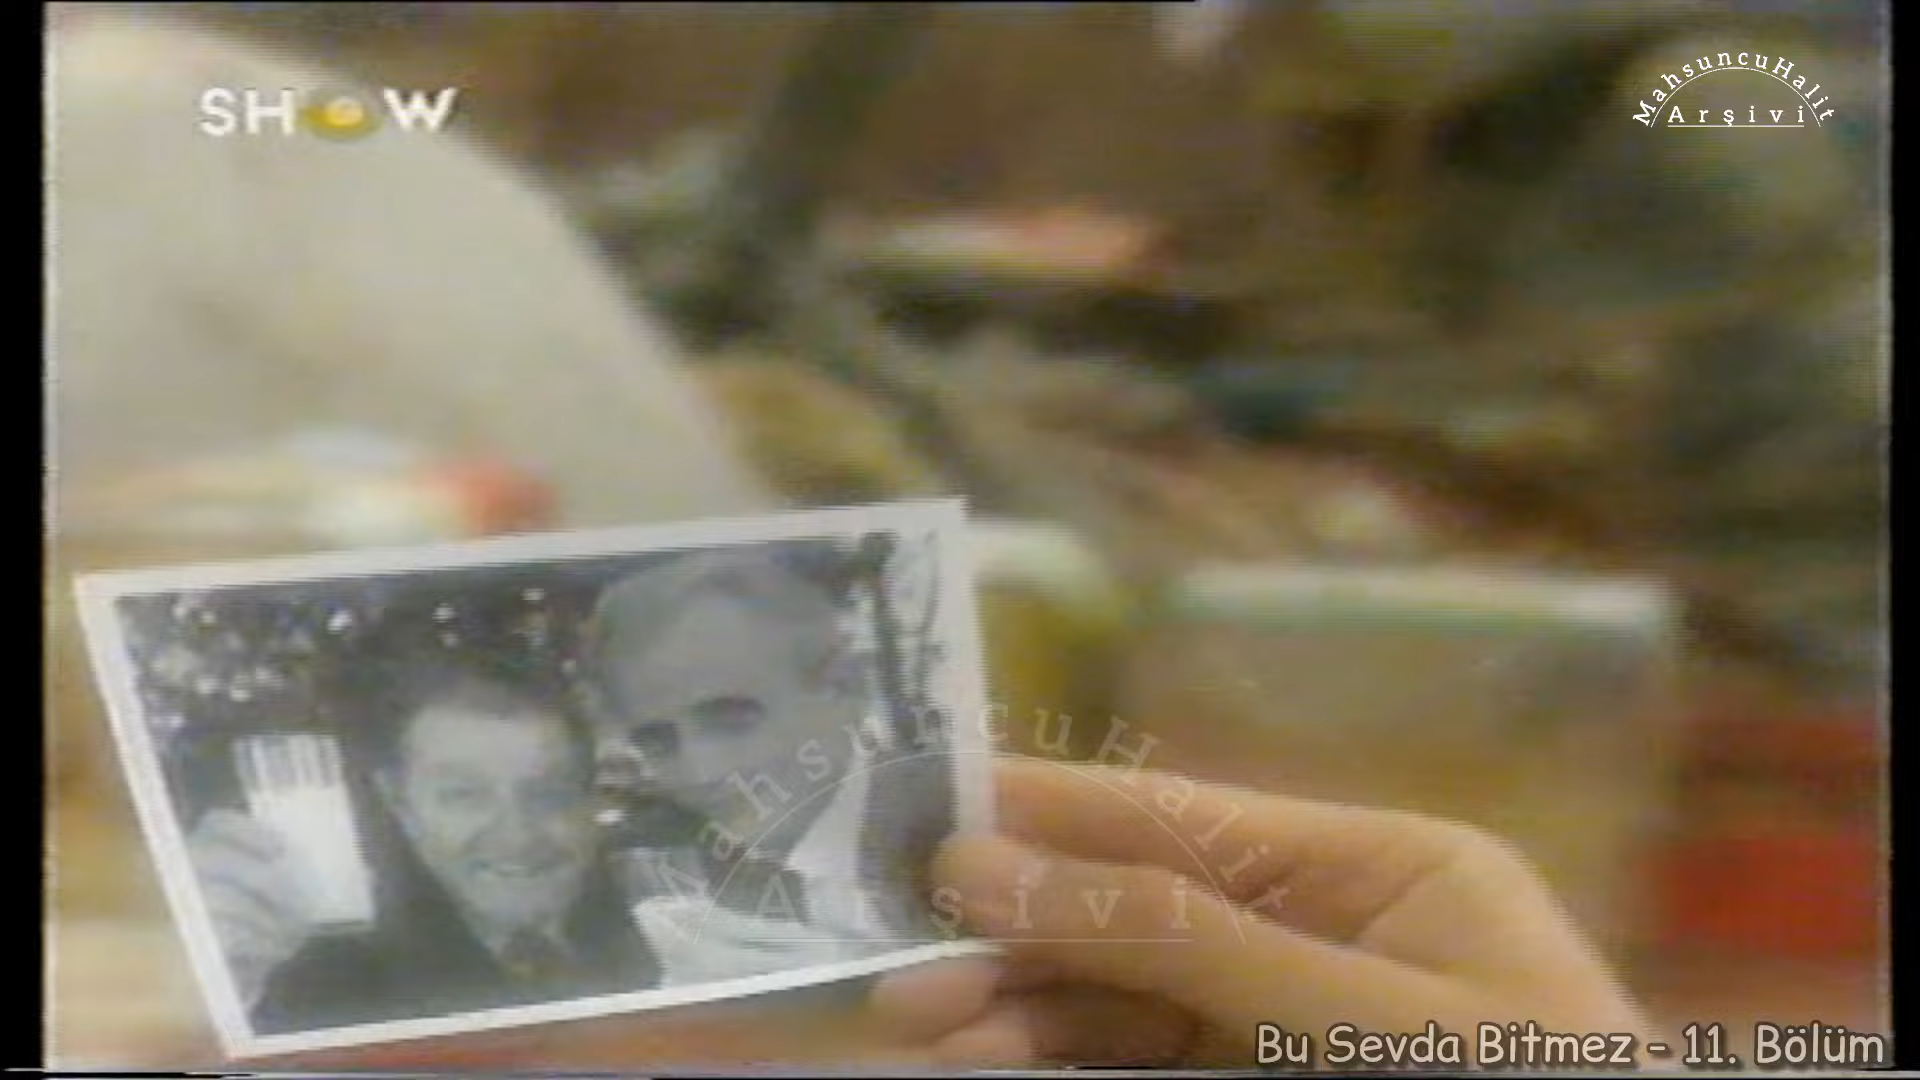 SHOW
MahsuncuHalit
Arşivi
MahsuncuHalit
Arşivi
Bu Sevda Bitmez - 11. Bölüm